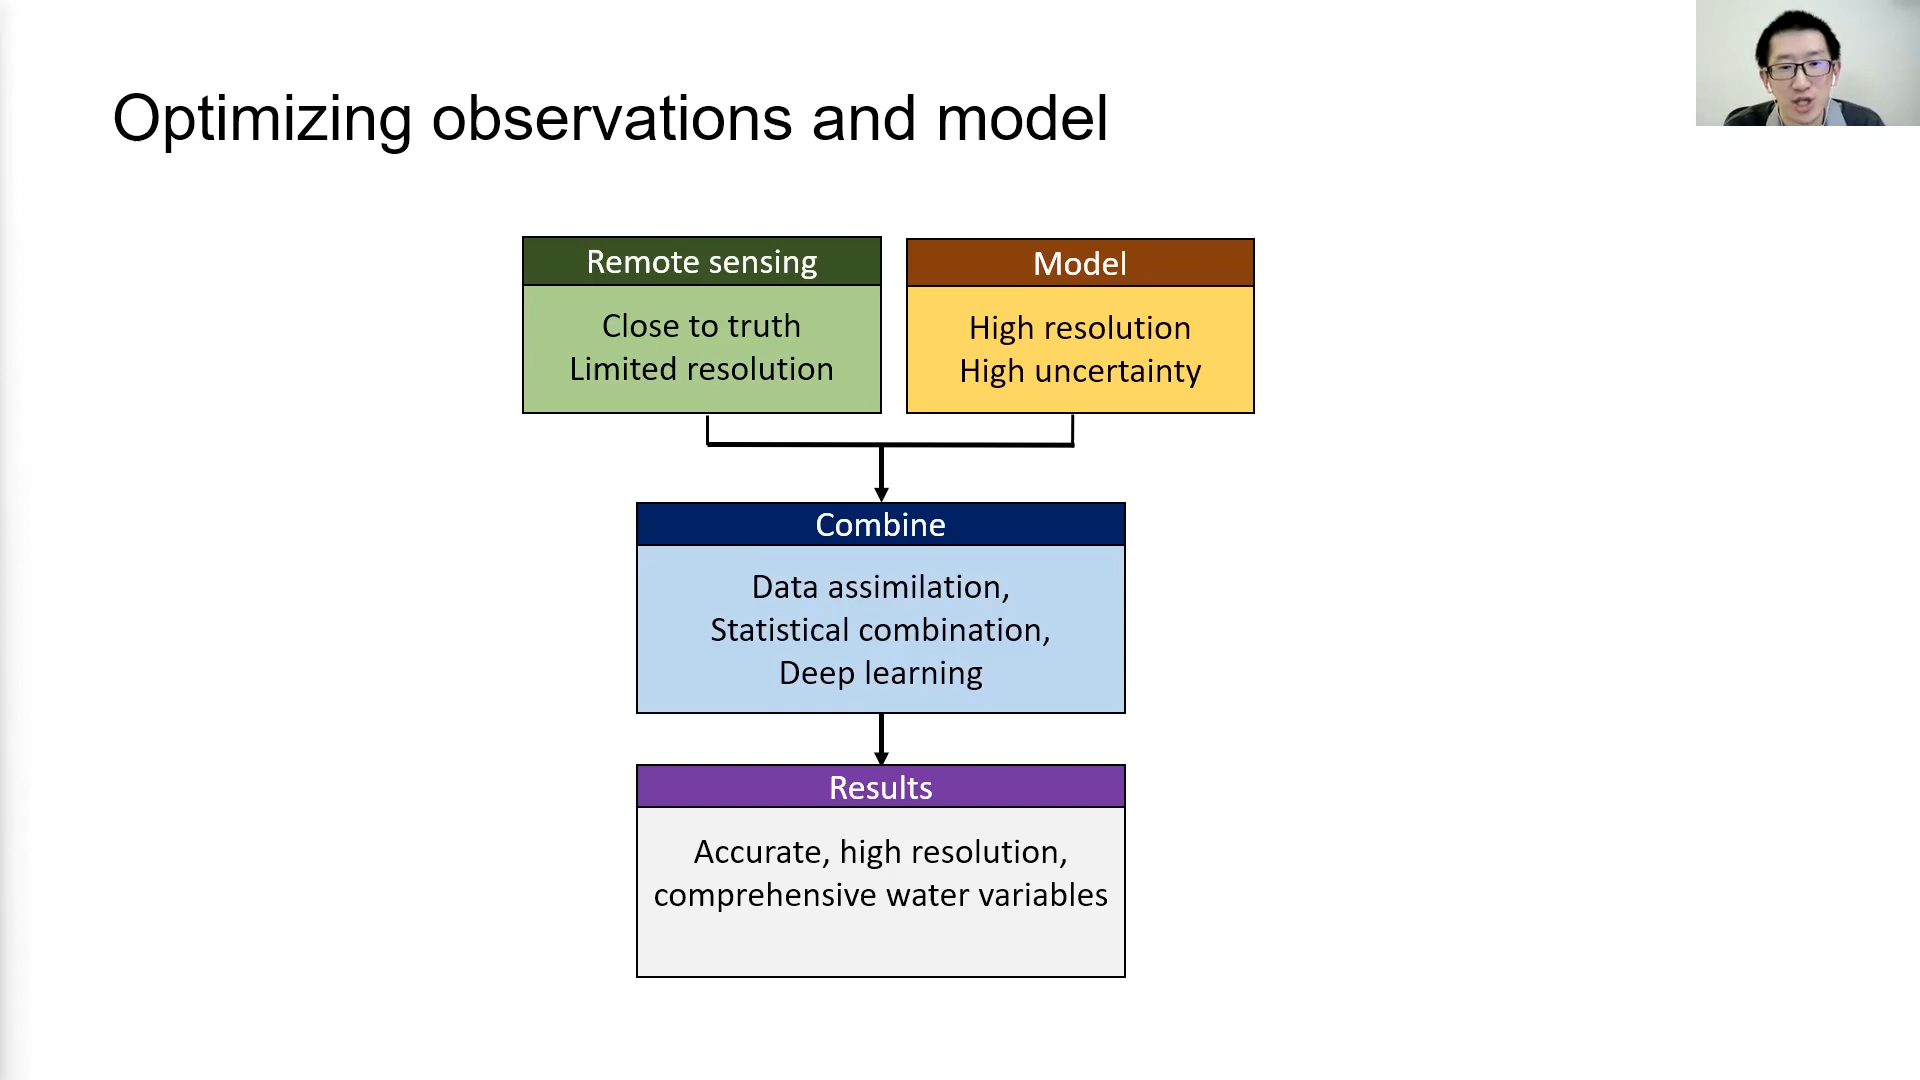 Optimizing observations and model
Remote sensing
Close to truth
Limited resolution
Model
High resolution
High uncertainty
Combine
Data assimilation,
Statistical combination,
Deep learning
Results
Accurate, high resolution,
comprehensive water variables